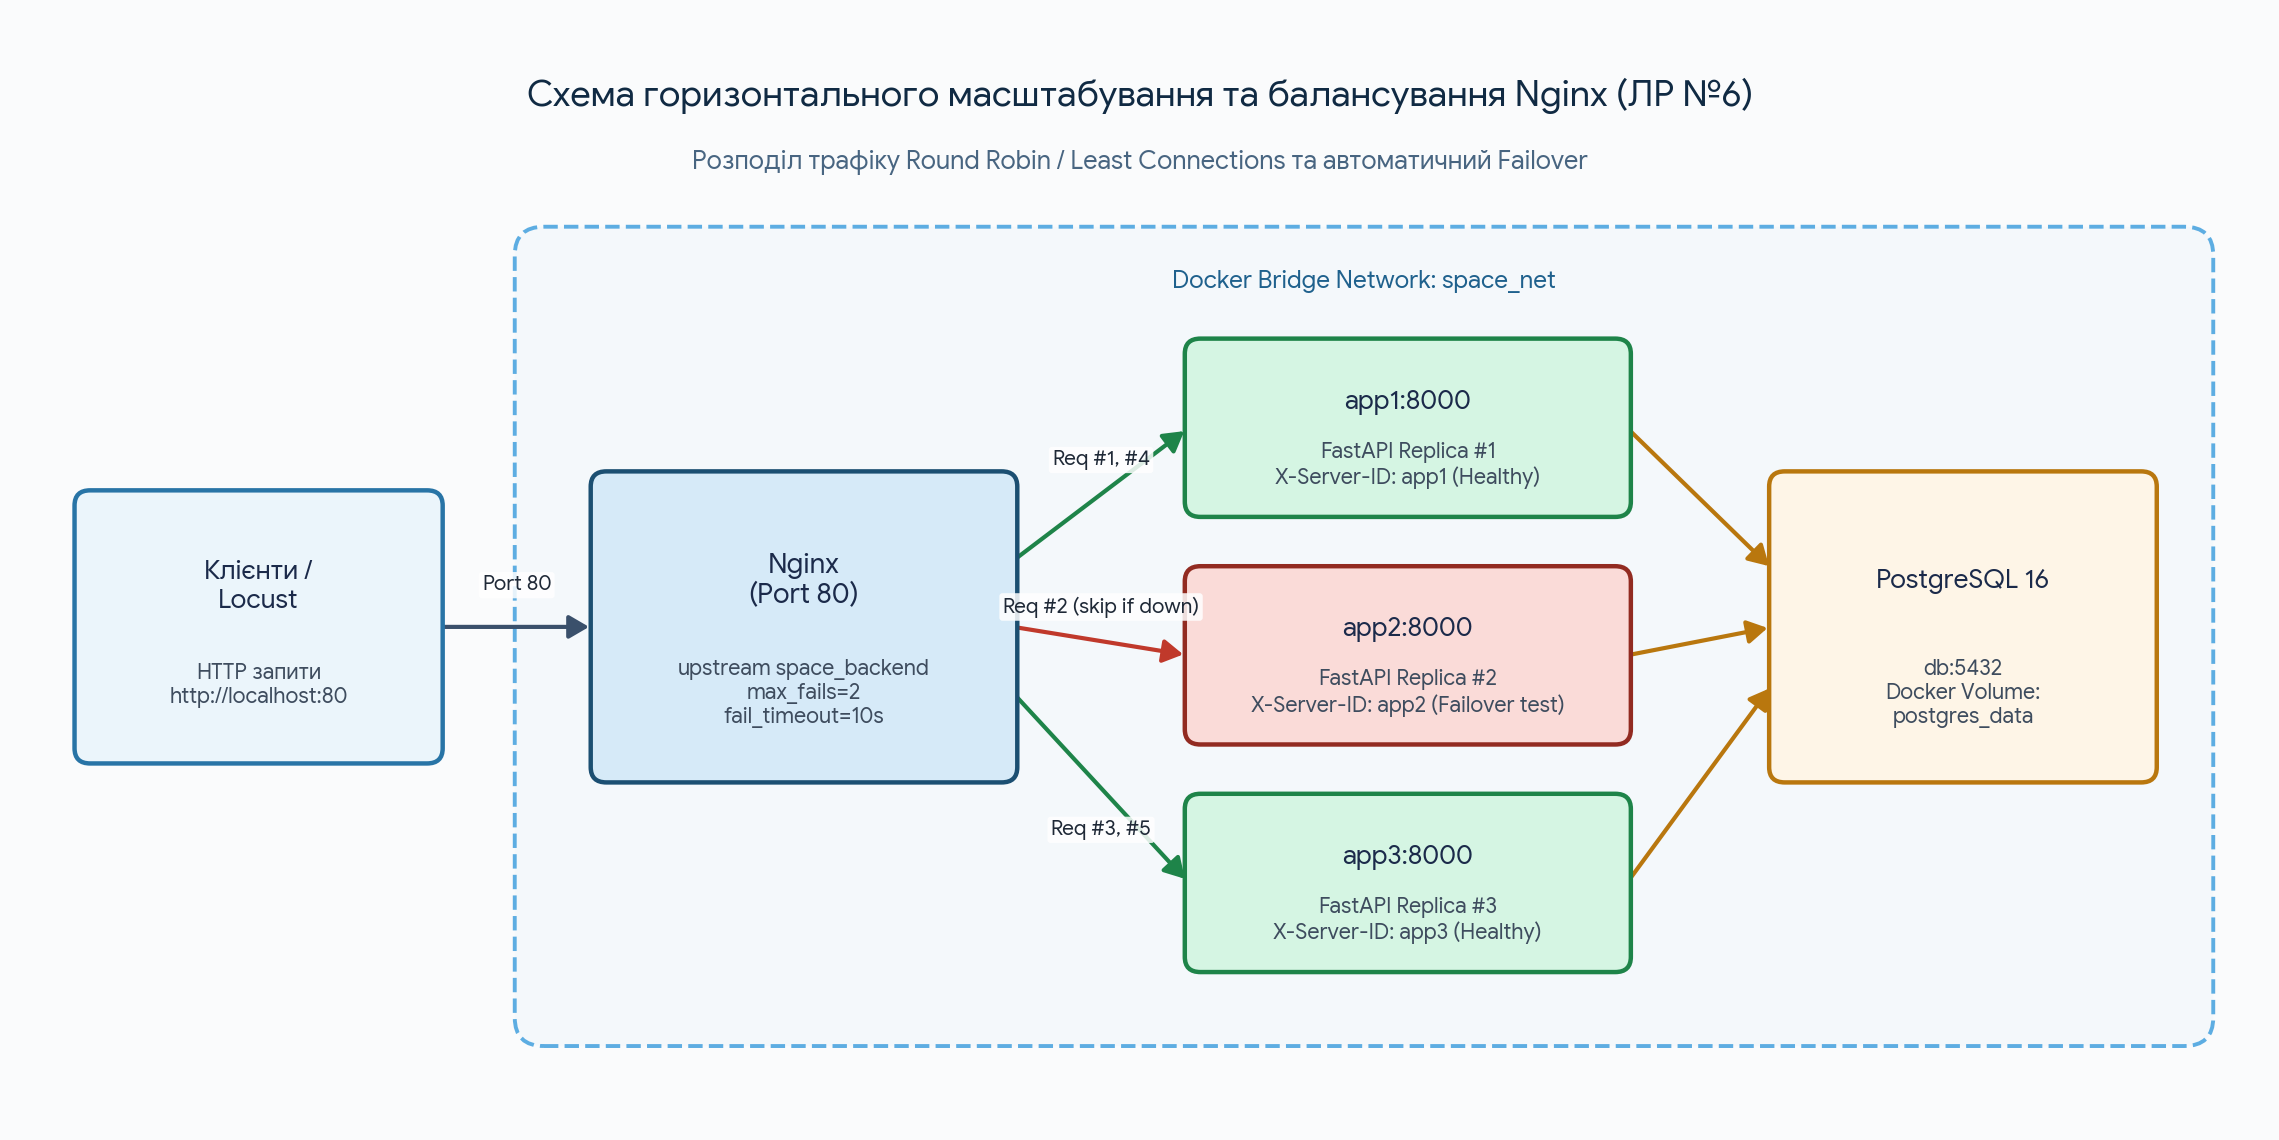 Схема горизонтального масштабування та балансування Nginx (ЛР №6)
Розподіл трафіку Round Robin / Least Connections та автоматичний Failover
Docker Bridge Network: space_net
Клієнти /
Locust
HTTP запити
http://localhost:80
Port 80
Nginx
(Port 80)
upstream space_backend
max_fails=2
fail_timeout=10s
Req #1, #4
Req #2 (skip if down)
Req #3, #5
app1:8000
FastAPI Replica #1
X-Server-ID: app1 (Healthy)
app2:8000
FastAPI Replica #2
X-Server-ID: app2 (Failover test)
app3:8000
FastAPI Replica #3
X-Server-ID: app3 (Healthy)
PostgreSQL 16
db:5432
Docker Volume:
postgres_data